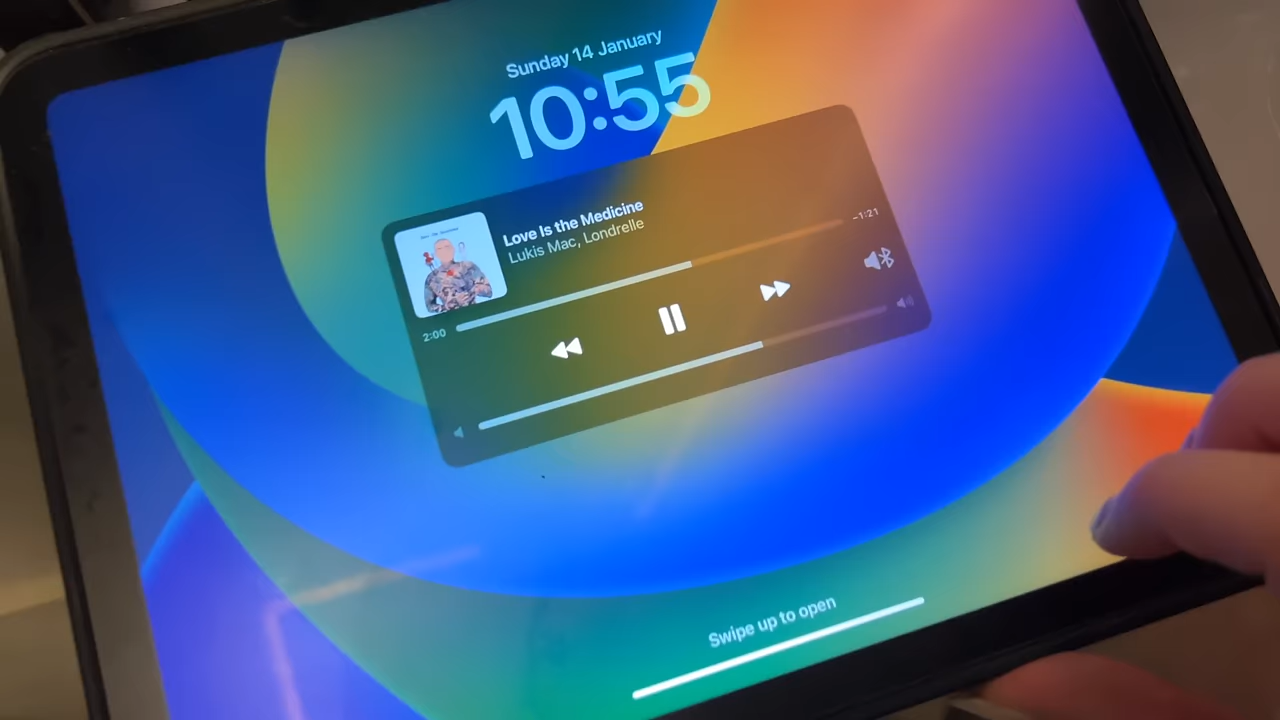 Sunday 14 January
10:55
Love Is the Medicine
Lukis Mac, Londrelle
2:00
-1:21
Swipe up to open